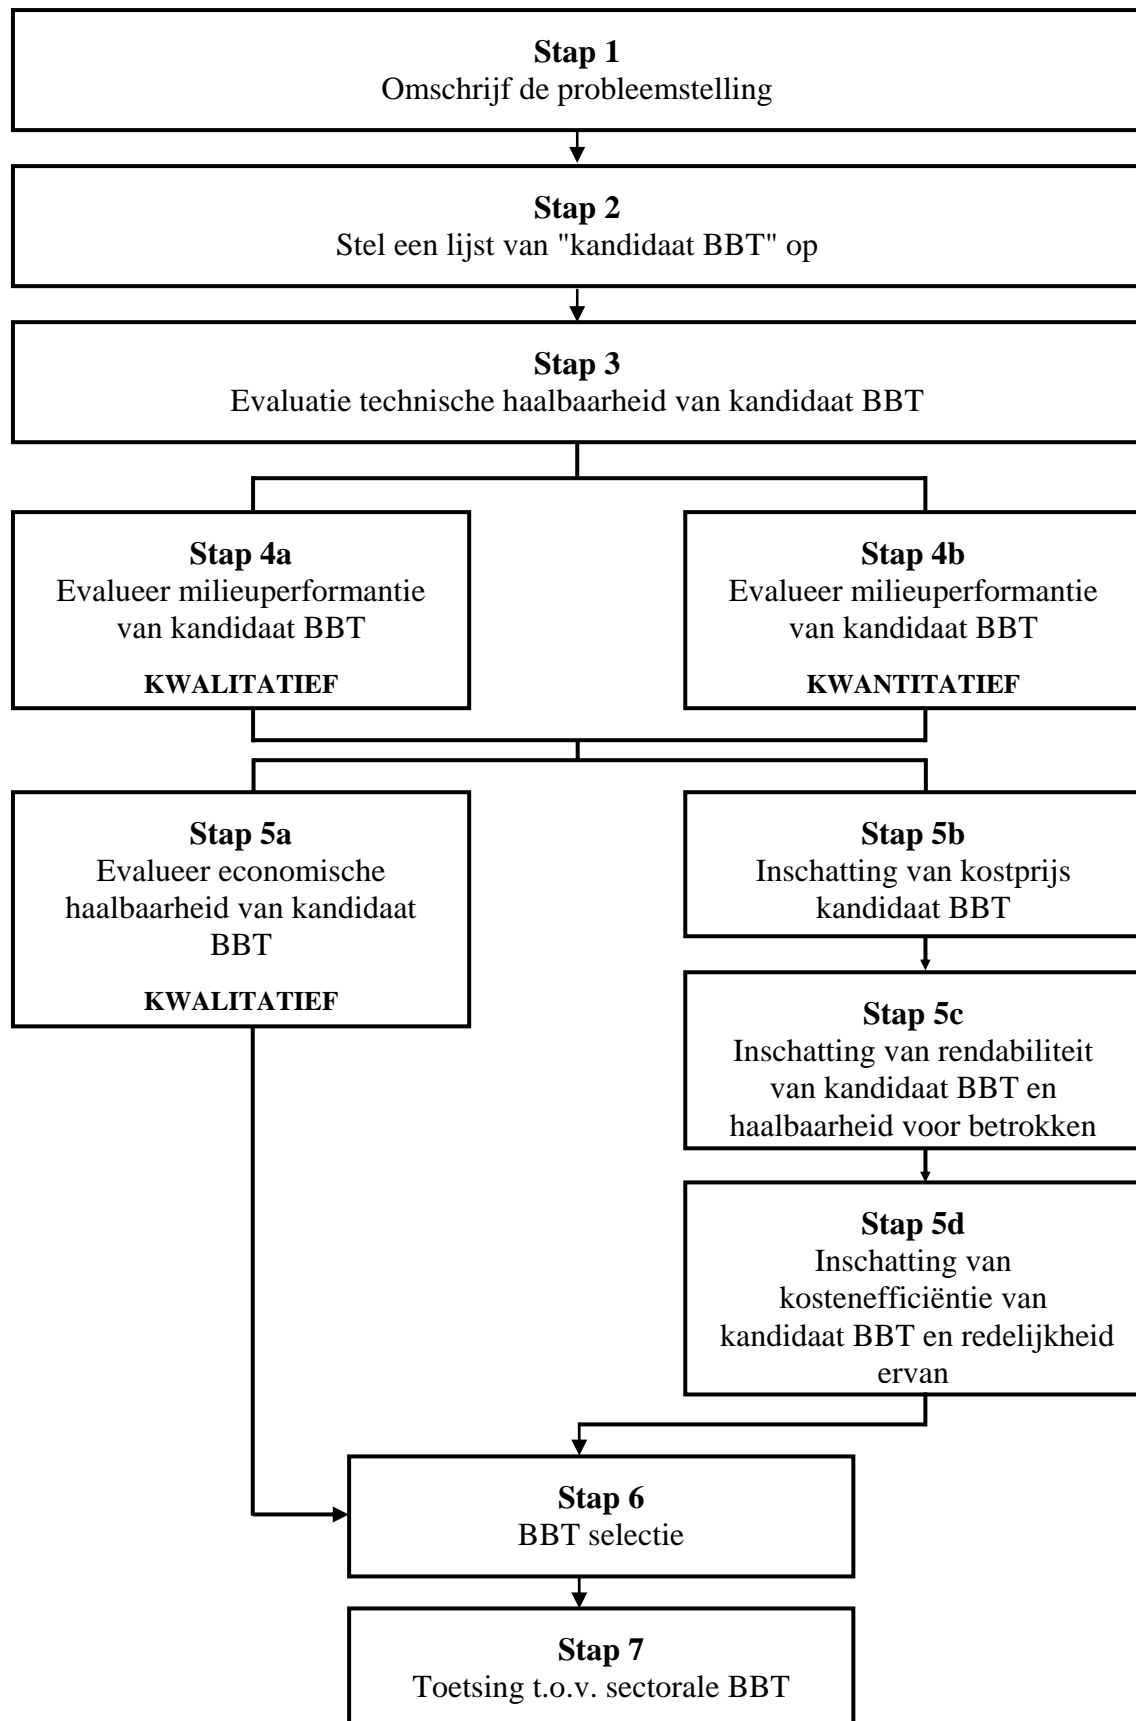 Stap 1
Omschrijf de probleemstelling
Stap 2
Stel een lijst van "kandidaat BBT" op
Stap 3
Evaluatie technische haalbaarheid van kandidaat BBT
Stap 4a
Evalueer milieuperformantie
van kandidaat BBT
KWALITATIEF
Stap 4b
Evalueer milieuperformantie
van kandidaat BBT
KWANTITATIEF
Stap 5a
Evalueer economische
haalbaarheid van kandidaat
BBT
KWALITATIEF
Stap 5b
Inschatting van kostprijs
kandidaat BBT
Stap 5c
Inschatting van rendabiliteit
van kandidaat BBT en
haalbaarheid voor betrokken
Stap 5d
Inschatting van
kostenefficiëntie van
kandidaat BBT en redelijkheid
ervan
Stap 6
BBT selectie
Stap 7
Toetsing t.o.v. sectorale BBT